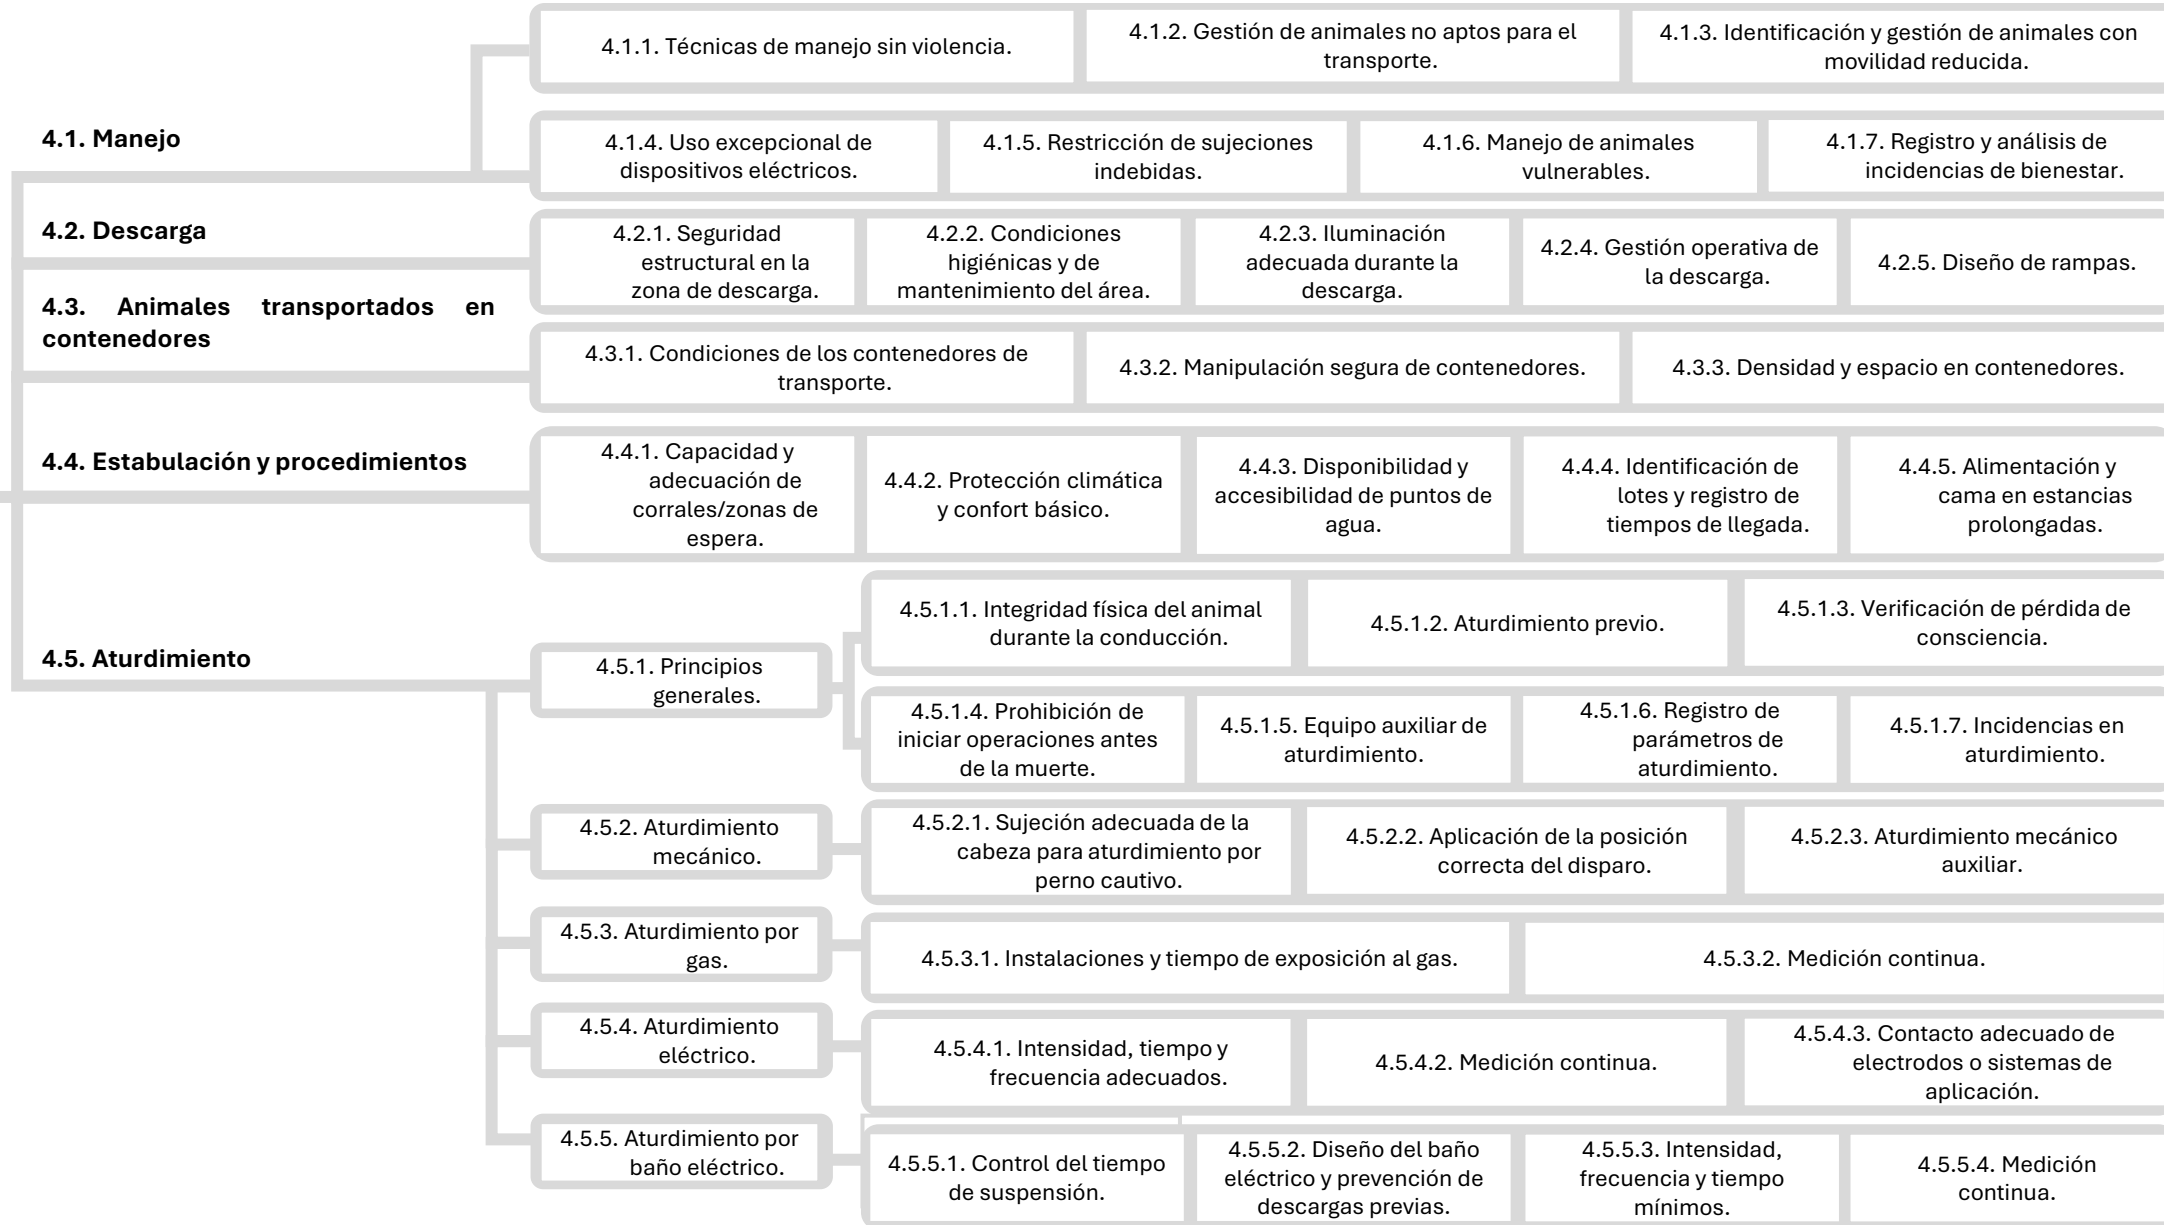 4.1. Manejo
4.1.1. Técnicas de manejo sin violencia.
4.1.2. Gestión de animales no aptos para el
transporte.
4.1.3. Identificación y gestión de animales con
movilidad reducida.
4.1.4. Uso excepcional de
dispositivos eléctricos.
4.1.5. Restricción de sujeciones
indebidas.
4.1.6. Manejo de animales
vulnerables.
4.1.7. Registro y análisis de
incidencias de bienestar.
4.2. Descarga
4.2.1. Seguridad
estructural en la
zona de descarga.
4.2.2. Condiciones
higiénicas y de
mantenimiento del área.
4.2.3. Iluminación
adecuada durante la
descarga.
4.2.4. Gestión operativa de
la descarga.
4.2.5. Diseño de rampas.
4.3. Animales transportados en
contenedores
4.3.1. Condiciones de los contenedores de
transporte.
4.3.2. Manipulación segura de contenedores.
4.3.3. Densidad y espacio en contenedores.
4.4. Estabulación y procedimientos
4.4.1. Capacidad y
adecuación de
corrales/zonas de
espera.
4.4.2. Protección climática
y confort básico.
4.4.3. Disponibilidad y
accesibilidad de puntos de
agua.
4.4.4. Identificación de
lotes y registro de
tiempos de llegada.
4.4.5. Alimentación y
cama en estancias
prolongadas.
4.5. Aturdimiento
4.5.1. Principios
generales.
4.5.1.1. Integridad física del animal
durante la conducción.
4.5.1.2. Aturdimiento previo.
4.5.1.3. Verificación de pérdida de
consciencia.
4.5.1.4. Prohibición de
iniciar operaciones antes
de la muerte.
4.5.1.5. Equipo auxiliar de
aturdimiento.
4.5.1.6. Registro de
parámetros de
aturdimiento.
4.5.1.7. Incidencias en
aturdimiento.
4.5.2. Aturdimiento
mecánico.
4.5.2.1. Sujeción adecuada de la
cabeza para aturdimiento por
perno cautivo.
4.5.2.2. Aplicación de la posición
correcta del disparo.
4.5.2.3. Aturdimiento mecánico
auxiliar.
4.5.3. Aturdimiento por
gas.
4.5.3.1. Instalaciones y tiempo de exposición al gas.
4.5.3.2. Medición continua.
4.5.4. Aturdimiento
eléctrico.
4.5.4.1. Intensidad, tiempo y
frecuencia adecuados.
4.5.4.2. Medición continua.
4.5.4.3. Contacto adecuado de
electrodos o sistemas de
aplicación.
4.5.5. Aturdimiento por
baño eléctrico.
4.5.5.1. Control del tiempo
de suspensión.
4.5.5.2. Diseño del baño
eléctrico y prevención de
descargas previas.
4.5.5.3. Intensidad,
frecuencia y tiempo
mínimos.
4.5.5.4. Medición
continua.